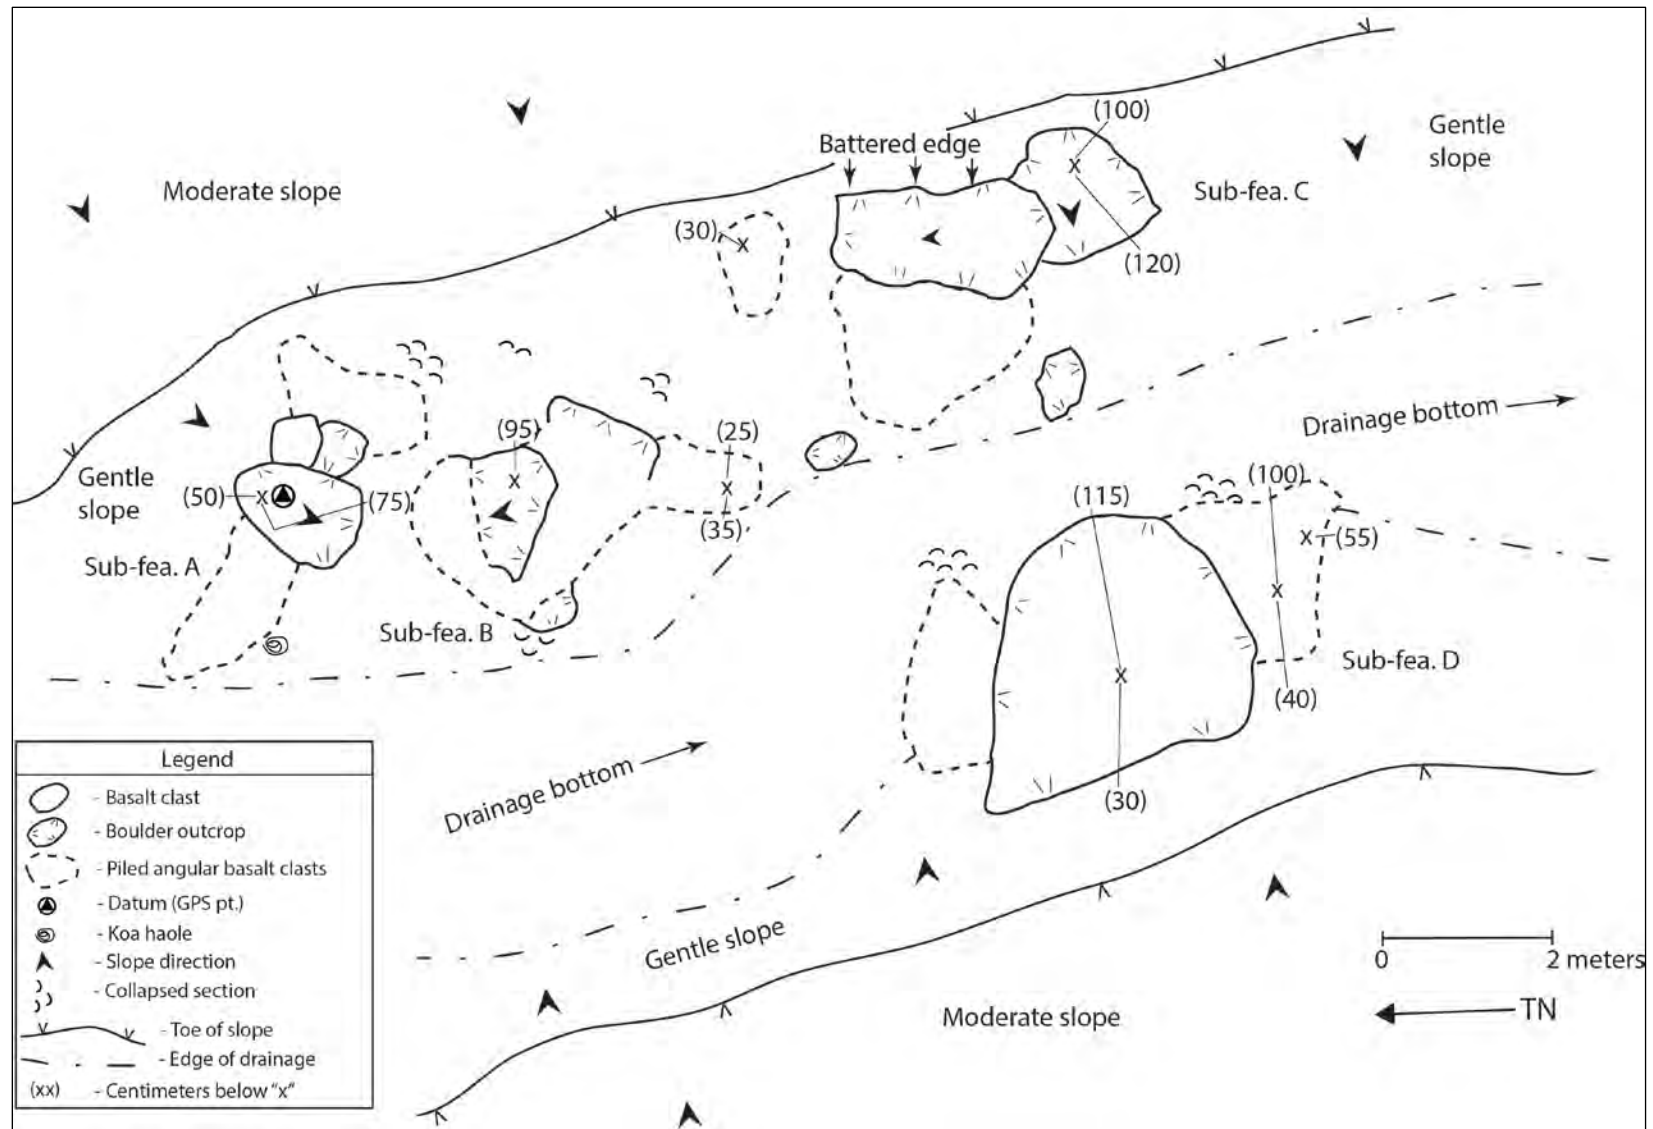 (100)
Gentle
slope
Battered edge
Moderate slope
Sub-fea. C
(30)
(120)
Drainage bottom
(95)
(25)
Gentle
slope
(50)
(75)
(100)
(115)
(35)
(55)
Sub-fea. A
Sub-fea. B
Sub-fea. D
(40)
Drainage bottom
(30)
Legend
- Basalt clast
- Boulder outcrop
- Piled angular basalt clasts
- Datum (GPS pt.)
- Koa haole
- Slope direction
- Collapsed section
- Toe of slope
- Edge of drainage
(xx) - Centimeters below "x"
Gentle slope
Moderate slope
0 2 meters
TN